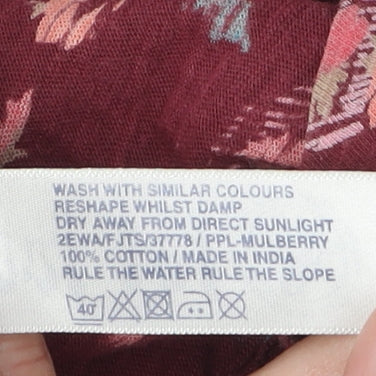 WASH WITH SIMILAR COLOURS
RESHAPE WHILST DAMP
DRY AWAY FROM DIRECT SUNLIGHT
2EWA/FJTS/37778 / PPL-MULBERRY
100% COTTON / MADE IN INDIA
RULE THE WATER RULE THE SLOPE
40